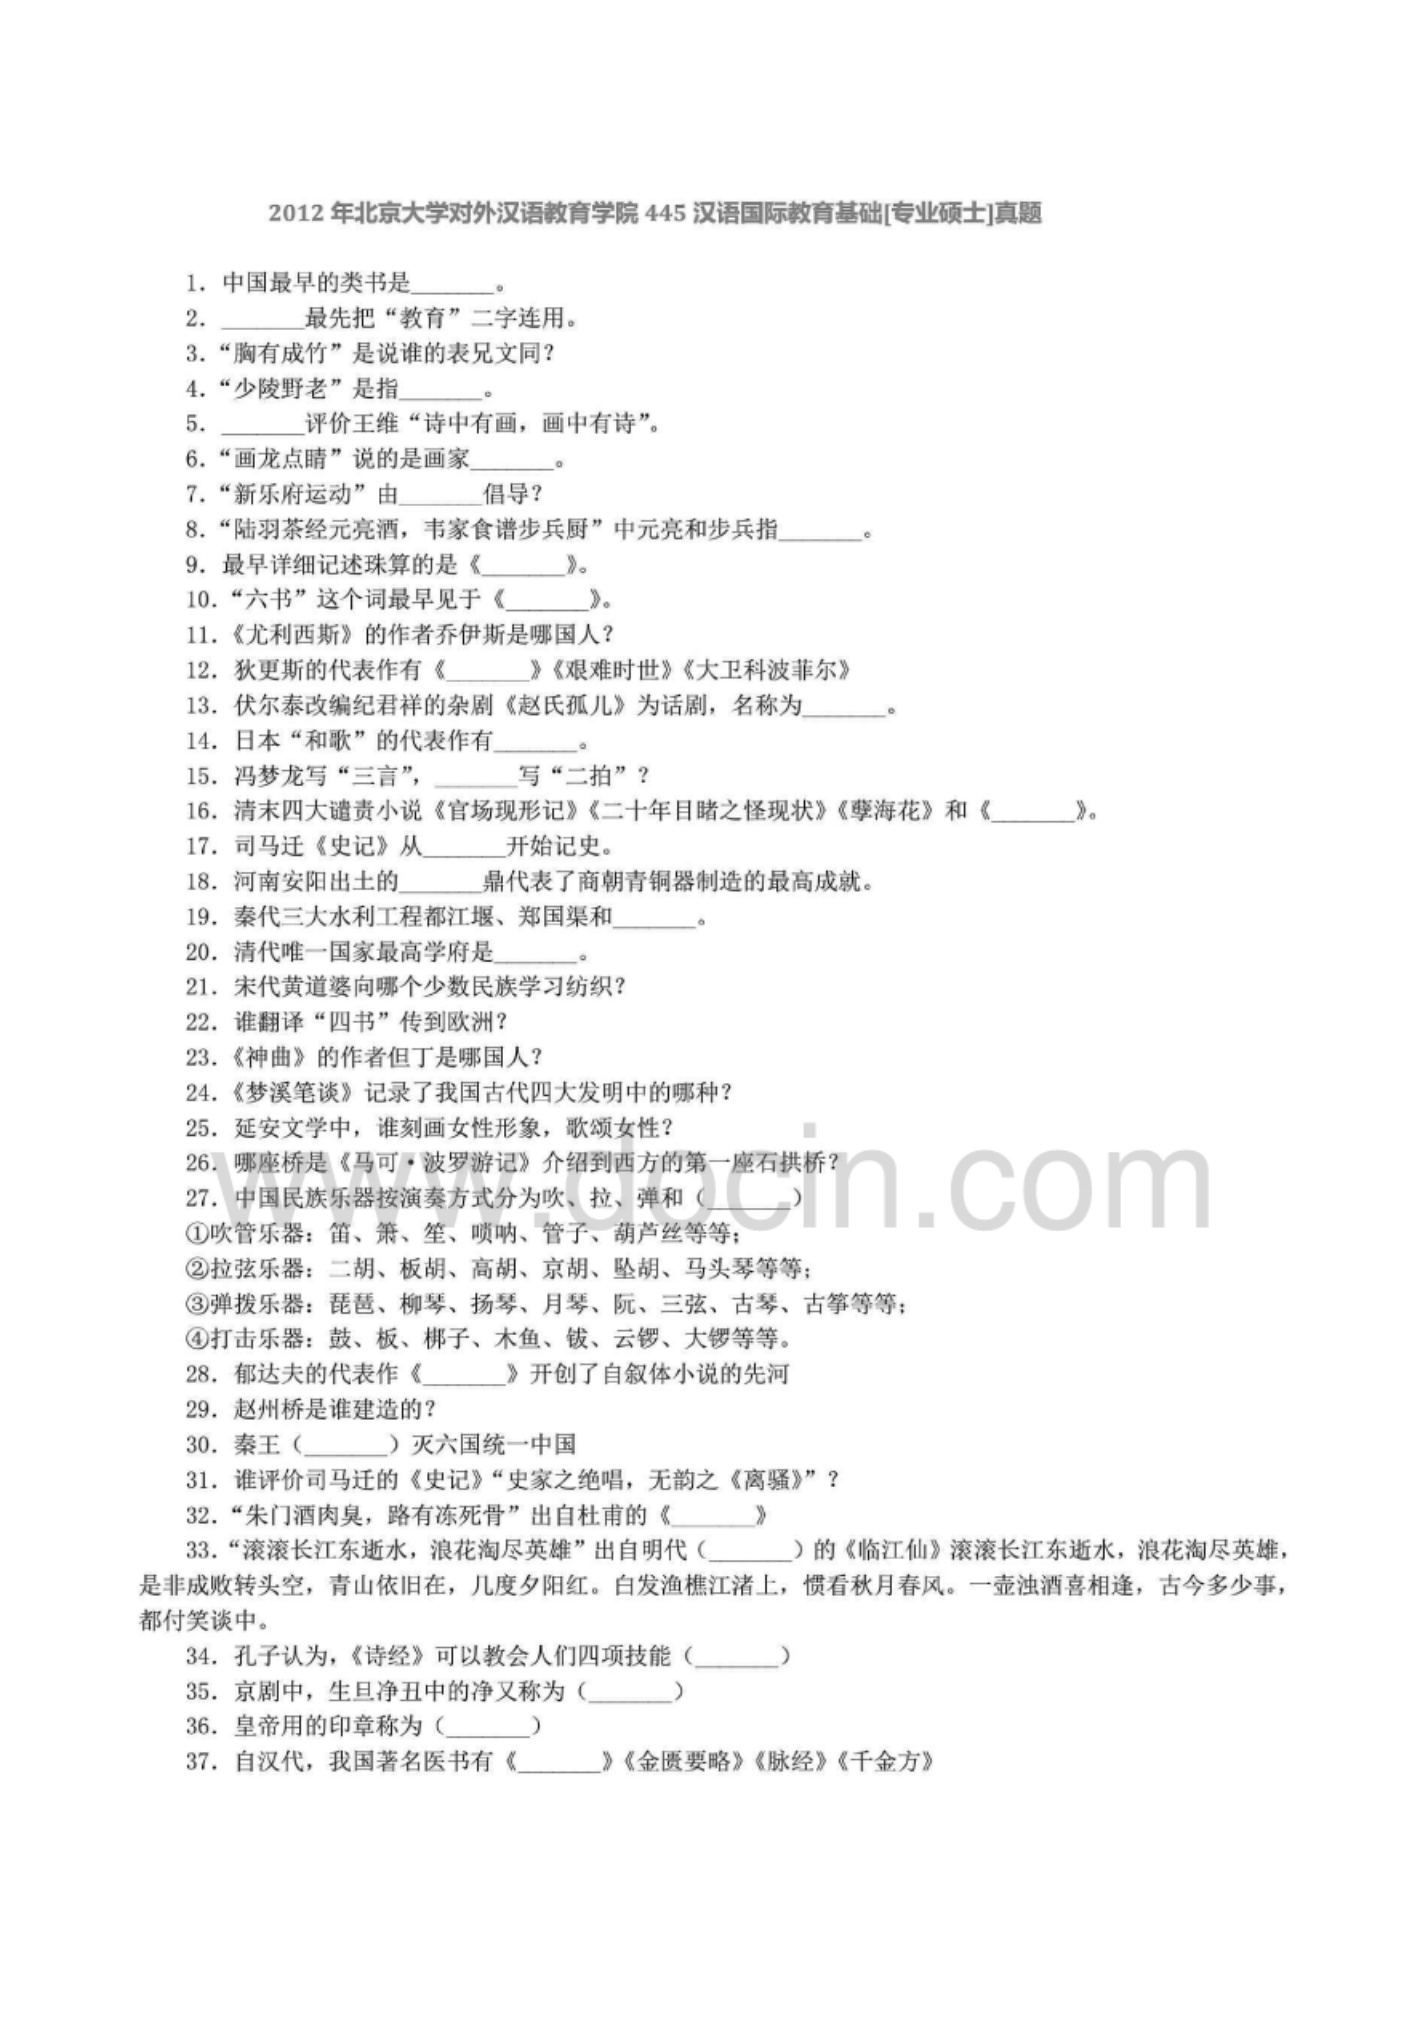 2012 年北京大学对外汉语教育学院 445 汉语国际教育基础[专业硕士]真题
1．中国最早的类书是_______。
2．_______最先把“教育”二字连用。
3．“胸有成竹”是说谁的表兄文同？
4．“少陵野老”是指_______。
5．_______评价王维“诗中有画，画中有诗”。
6．“画龙点睛”说的是画家_______。
7．“新乐府运动”由_______倡导？
8．“陆羽茶经元亮酒，韦家食谱步兵厨”中元亮和步兵指_______。
9．最早详细记述珠算的是《_______》。
10．“六书”这个词最早见于《_______》。
11．《尤利西斯》的作者乔伊斯是哪国人？
12．狄更斯的代表作有《_______》《艰难时世》《大卫科波菲尔》
13．伏尔泰改编纪君祥的杂剧《赵氏孤儿》为话剧，名称为_______。
14．日本“和歌”的代表作有_______。
15．冯梦龙写“三言”，_______写“二拍”？
16．清末四大谴责小说《官场现形记》《二十年目睹之怪现状》《孽海花》和《_______》。
17．司马迁《史记》从_______开始记史。
18．河南安阳出土的_______鼎代表了商朝青铜器制造的最高成就。
19．秦代三大水利工程都江堰、郑国渠和_______。
20．清代唯一国家最高学府是_______。
21．宋代黄道婆向哪个少数民族学习纺织？
22．谁翻译“四书”传到欧洲？
23．《神曲》的作者但丁是哪国人？
24．《梦溪笔谈》记录了我国古代四大发明中的哪种？
25．延安文学中，谁刻画女性形象，歌颂女性？
26．哪座桥是《马可·波罗游记》介绍到西方的第一座石拱桥？
www.docin.com
27．中国民族乐器按演奏方式分为吹、拉、弹和（_______）
①吹管乐器：笛、箫、笙、唢呐、管子、葫芦丝等等；
②拉弦乐器：二胡、板胡、高胡、京胡、坠胡、马头琴等等；
③弹拨乐器：琵琶、柳琴、扬琴、月琴、阮、三弦、古琴、古筝等等；
④打击乐器：鼓、板、梆子、木鱼、钹、云锣、大锣等等。
28．郁达夫的代表作《_______》开创了自叙体小说的先河
29．赵州桥是谁建造的？
30．秦王（_______）灭六国统一中国
31．谁评价司马迁的《史记》“史家之绝唱，无韵之《离骚》”？
32．“朱门酒肉臭，路有冻死骨”出自杜甫的《_______》
33．“滚滚长江东逝水，浪花淘尽英雄”出自明代（_______）的《临江仙》滚滚长江东逝水，浪花淘尽英雄，
是非成败转头空，青山依旧在，几度夕阳红。白发渔樵江渚上，惯看秋月春风。一壶浊酒喜相逢，古今多少事，
都付笑谈中。
34．孔子认为，《诗经》可以教会人们四项技能（_______）
35．京剧中，生旦净丑中的净又称为（_______）
36．皇帝用的印章称为（_______）
37．自汉代，我国著名医书有《_______》《金匮要略》《脉经》《千金方》